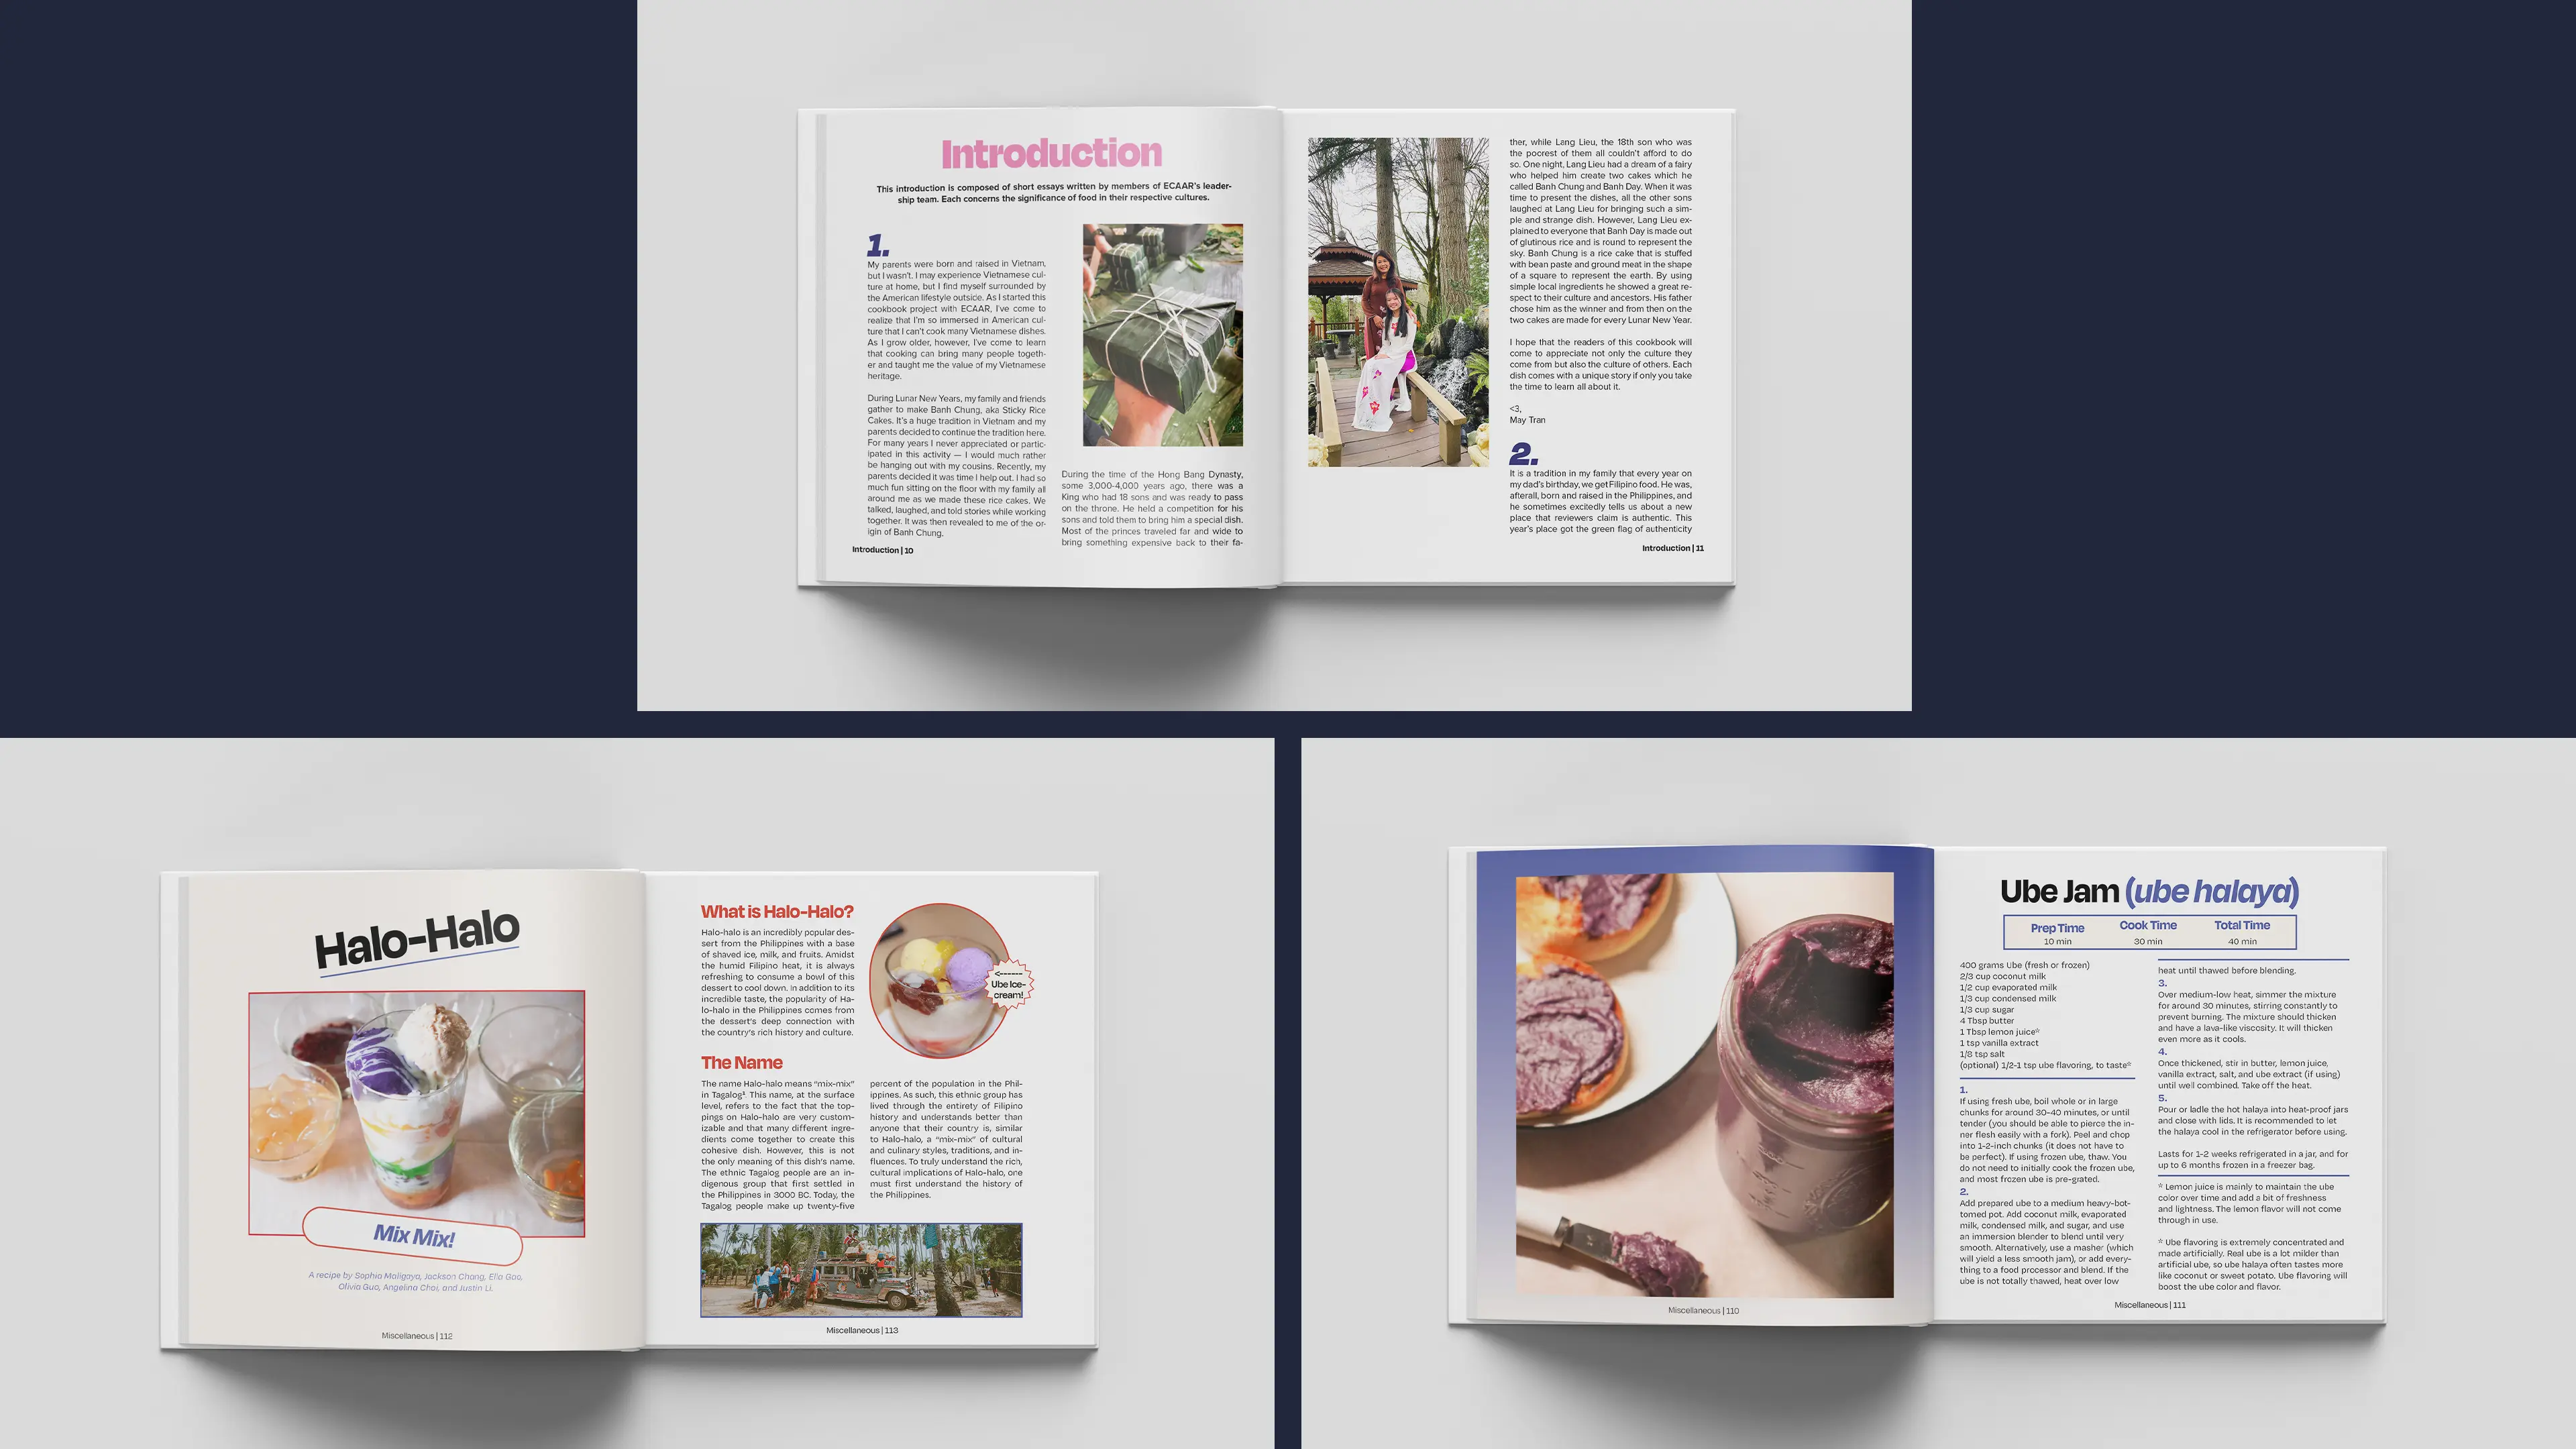 Introduction
This introduction is composed of short essays written by members of ECAAR's leader-
ship team. Each concerns the significance of food in their respective cultures.
1.
My parents were born and raised in Vietnam,
but I wasn't. I may experience Vietnamese cul-
ture at home, but I find myself surrounded by
the American lifestyle outside. As I started this
cookbook project with ECAAR, I've come to
realize that I'm so immersed in American cul-
ture that I can't cook many Vietnamese dishes.
As I grow older, however, I've come to learn
that cooking can bring many people togeth-
er and taught me the value of my Vietnamese
heritage.
During Lunar New Years, my family and friends
gather to make Banh Chung, aka Sticky Rice
Cakes. It's a huge tradition in Vietnam and my
parents decided to continue the tradition here.
For many years I never appreciated or partic-
ipated in this activity — I would much rather
be hanging out with my cousins. Recently, my
parents decided it was time I help out. I had so
much fun sitting on the floor with my family all
around me as we made these rice cakes. We
talked, laughed, and told stories while working
together. It was then revealed to me of the or-
igin of Banh Chung.
Introduction | 10
During the time of the Hong Bang Dynasty,
some 3,000-4,000 years ago, there was a
King who had 18 sons and was ready to pass
on the throne. He held a competition for his
sons and told them to bring him a special dish.
Most of the princes traveled far and wide to
bring something expensive back to their fa-
ther, while Lang Lieu, the 18th son who was
the poorest of them all couldn't afford to do
so. One night, Lang Lieu had a dream of a fairy
who helped him create two cakes which he
called Banh Chung and Banh Day. When it was
time to present the dishes, all the other sons
laughed at Lang Lieu for bringing such a sim-
ple and strange dish. However, Lang Lieu ex-
plained to everyone that Banh Day is made out
of glutinous rice and is round to represent the
sky. Banh Chung is a rice cake that is stuffed
with bean paste and ground meat in the shape
of a square to represent the earth. By using
simple local ingredients he showed a great re-
spect to their culture and ancestors. His father
chose him as the winner and from then on the
two cakes are made for every Lunar New Year.
I hope that the readers of this cookbook will
come to appreciate not only the culture they
come from but also the culture of others. Each
dish comes with a unique story if only you take
the time to learn all about it.
<3,
May Tran
2.
It is a tradition in my family that every year on
my dad's birthday, we get Filipino food. He was,
afterall, born and raised in the Philippines, and
he sometimes excitedly tells us about a new
place that reviewers claim is authentic. This
year's place got the green flag of authenticity
Introduction | 11
Halo-Halo
Mix Mix!
A recipe by Sophia Maligaya, Jackson Chang, Ella Gao,
Olivia Guo, Angelina Choi, and Justin Li.
Miscellaneous | 112
What is Halo-Halo?
Halo-halo is an incredibly popular des-
sert from the Philippines with a base
of shaved ice, milk, and fruits. Amidst
the humid Filipino heat, it is always
refreshing to consume a bowl of this
dessert to cool down. In addition to its
incredible taste, the popularity of Ha-
lo-halo in the Philippines comes from
the dessert's deep connection with
the country's rich history and culture.
<------
Ube Ice-
cream!
The Name
The name Halo-halo means "mix-mix"
in Tagalog¹. This name, at the surface
level, refers to the fact that the top-
pings on Halo-halo are very custom-
izable and that many different ingre-
dients come together to create this
cohesive dish. However, this is not
the only meaning of this dish's name.
The ethnic Tagalog people are an in-
digenous group that first settled in
the Philippines in 3000 BC. Today, the
Tagalog people make up twenty-five
percent of the population in the Phil-
ippines. As such, this ethnic group has
lived through the entirety of Filipino
history and understands better than
anyone that their country is, similar
to Halo-halo, a "mix-mix" of cultural
and culinary styles, traditions, and in-
fluences. To truly understand the rich,
cultural implications of Halo-halo, one
must first understand the history of
the Philippines.
Miscellaneous | 113
Miscellaneous | 110
Ube Jam (ube halaya)
Prep Time Cook Time Total Time
10 min 30 min 40 min
400 grams Ube (fresh or frozen)
2/3 cup coconut milk
1/2 cup evaporated milk
1/3 cup condensed milk
1/3 cup sugar
4 Tbsp butter
1 Tbsp lemon juice*
1 tsp vanilla extract
1/8 tsp salt
(optional) 1/2-1 tsp ube flavoring, to taste*
1.
If using fresh ube, boil whole or in large
chunks for around 30-40 minutes, or until
tender (you should be able to pierce the in-
ner flesh easily with a fork). Peel and chop
into 1-2-inch chunks (it does not have to
be perfect). If using frozen ube, thaw. You
do not need to initially cook the frozen ube,
and most frozen ube is pre-grated.
2.
Add prepared ube to a medium heavy-bot-
tomed pot. Add coconut milk, evaporated
milk, condensed milk, and sugar, and use
an immersion blender to blend until very
smooth. Alternatively, use a masher (which
will yield a less smooth jam), or add every-
thing to a food processor and blend. If the
ube is not totally thawed, heat over low
heat until thawed before blending.
3.
Over medium-low heat, simmer the mixture
for around 30 minutes, stirring constantly to
prevent burning. The mixture should thicken
and have a lava-like viscosity. It will thicken
even more as it cools.
4.
Once thickened, stir in butter, lemon juice,
vanilla extract, salt, and ube extract (if using)
until well combined. Take off the heat.
5.
Pour or ladle the hot halaya into heat-proof jars
and close with lids. It is recommended to let
the halaya cool in the refrigerator before using.
Lasts for 1-2 weeks refrigerated in a jar, and for
up to 6 months frozen in a freezer bag.
* Lemon juice is mainly to maintain the ube
color over time and add a bit of freshness
and lightness. The lemon flavor will not come
through in use.
* Ube flavoring is extremely concentrated and
made artificially. Real ube is a lot milder than
artificial ube, so ube halaya often tastes more
like coconut or sweet potato. Ube flavoring will
boost the ube color and flavor.
Miscellaneous | 111